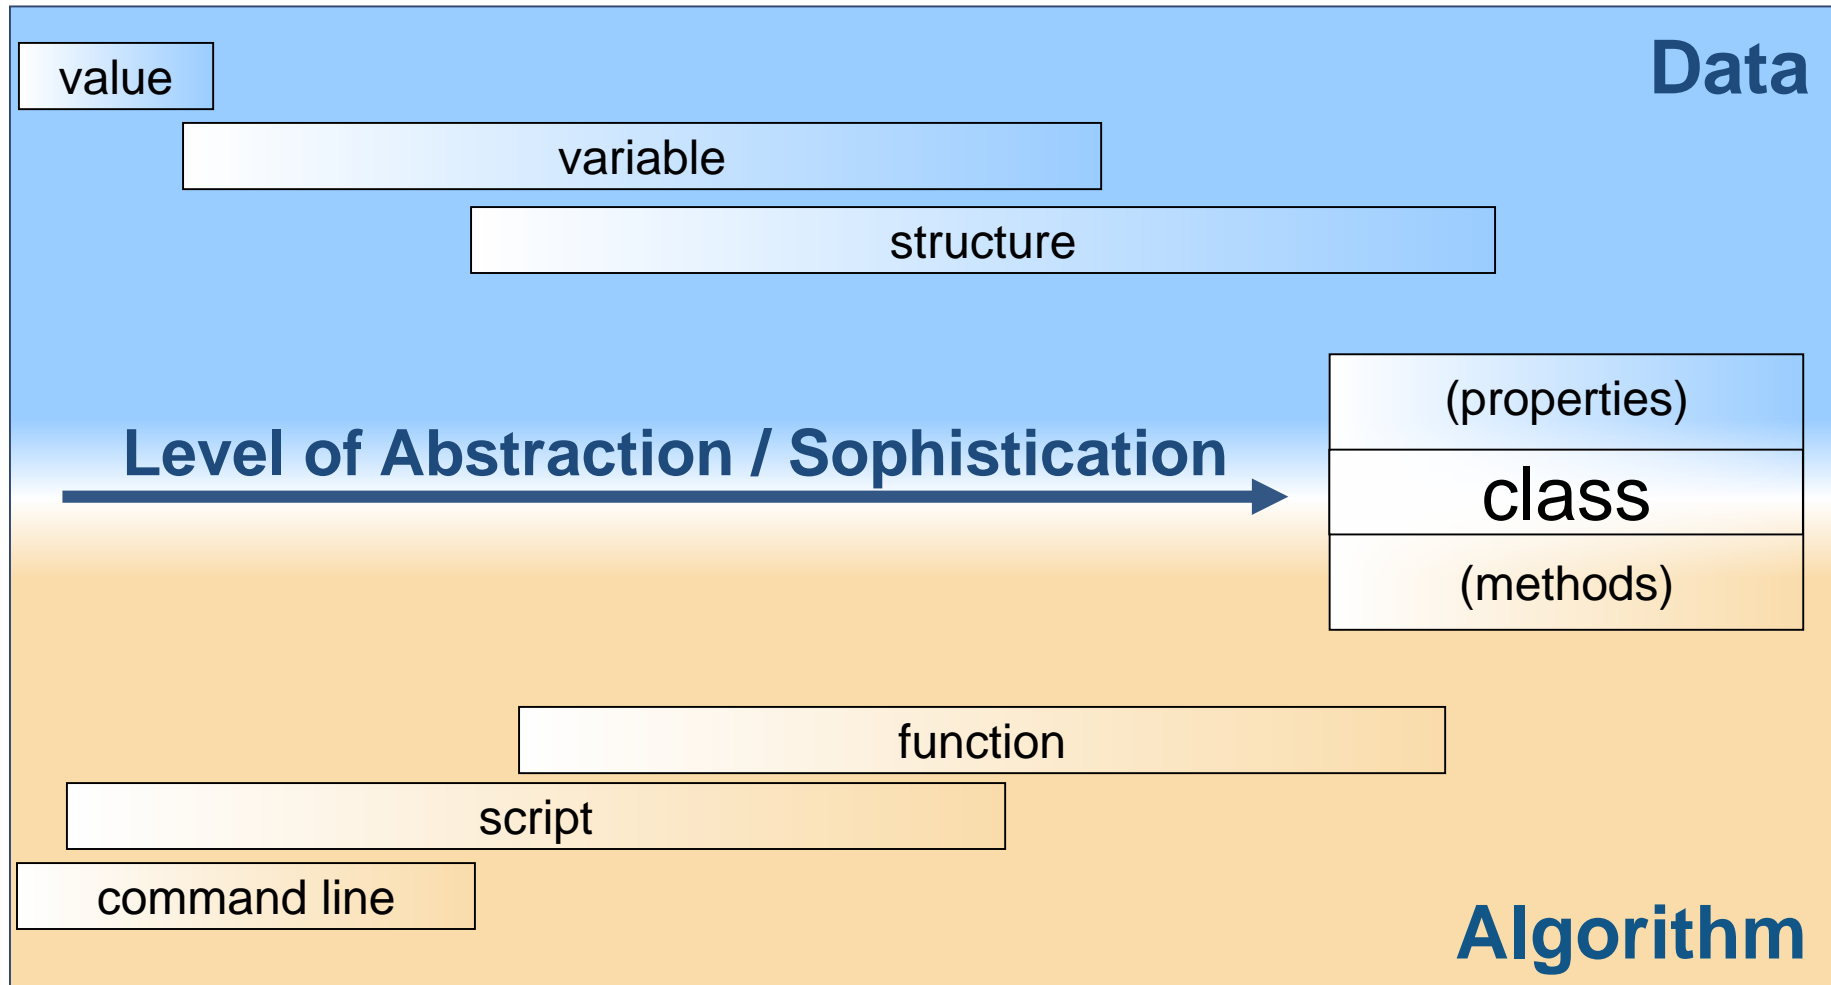 value
Data
variable
structure
(properties)
Level of Abstraction / Sophistication
class
(methods)
function
script
command line
Algorithm